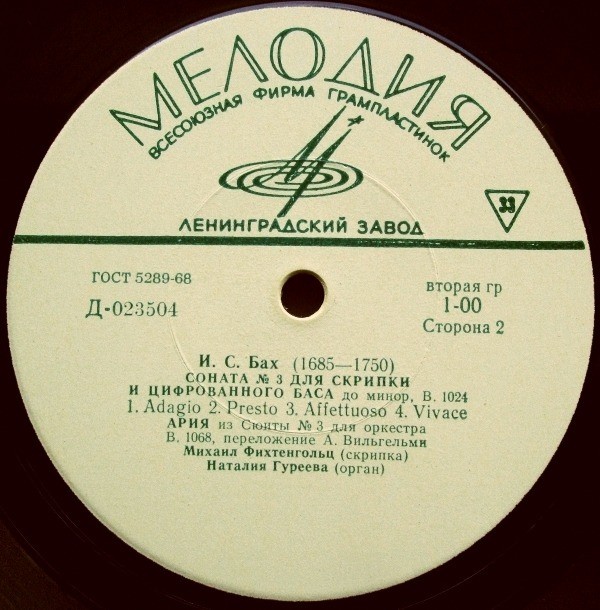 МЕЛОДИЯ
ВСЕСОЮЗНАЯ ФИРМА ГРАМПЛАСТИНОК
ЛЕНИНГРАДСКИЙ ЗАВОД
33
ГОСТ 5289-68
Д-023504
вторая гр
1-00
Сторона 2
И. С. Бах (1685—1750)
СОНАТА № 3 ДЛЯ СКРИПКИ
И ЦИФРОВАННОГО БАСА до минор, В. 1024
1. Adagio 2. Presto 3. Affettuoso 4. Vivace
АРИЯ из Сюиты № 3 для оркестра
В. 1068, переложение А. Вильгельми
Михаил Фихтенгольц (скрипка)
Наталия Гуреева (орган)